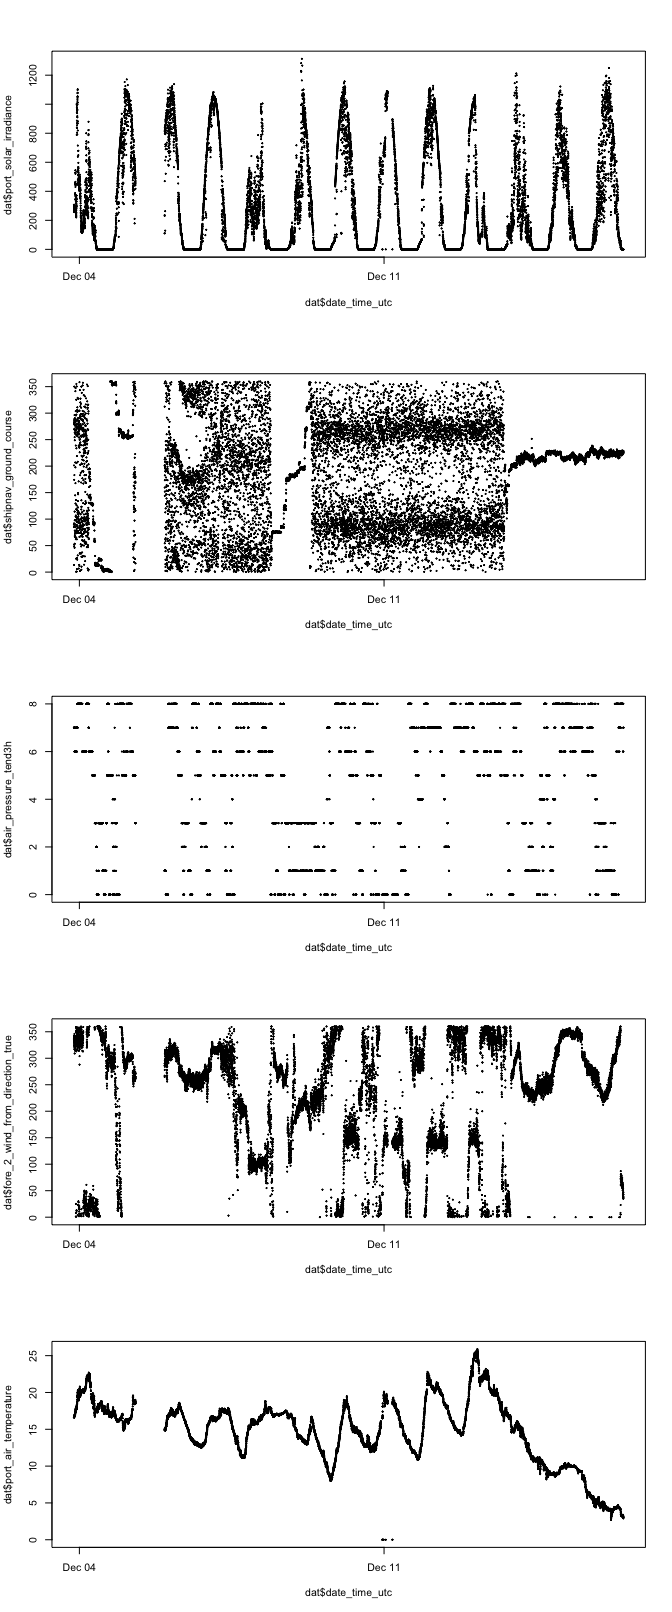 dat$port_solar_irradiance
0 200 400 600 800 1200
Dec 04 Dec 11
dat$date_time_utc
dat$shipnav_ground_course
0 50 100 150 200 250 300 350
Dec 04 Dec 11
dat$date_time_utc
dat$air_pressure_tend3h
0 2 4 6 8
Dec 04 Dec 11
dat$date_time_utc
dat$fore_2_wind_from_direction_true
0 50 100 150 200 250 300 350
Dec 04 Dec 11
dat$date_time_utc
dat$port_air_temperature
0 5 10 15 20 25
Dec 04 Dec 11
dat$date_time_utc